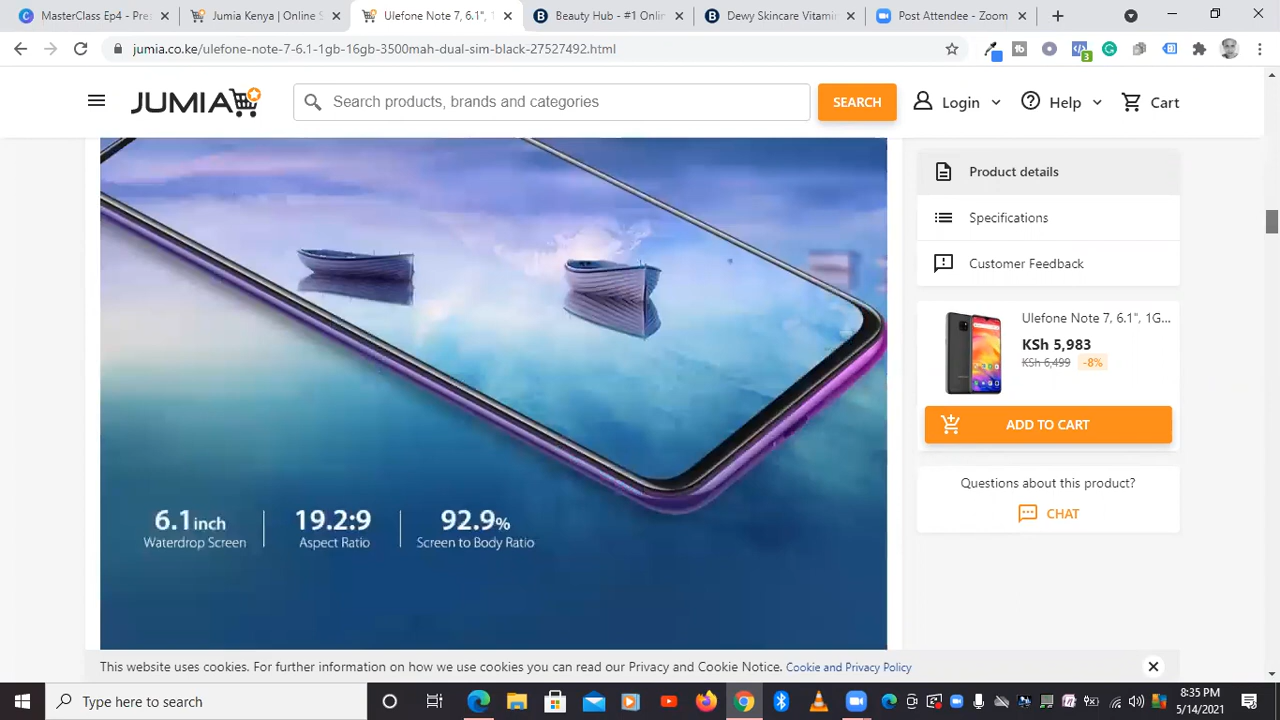 MasterClass Ep4 - Pres
Jumia Kenya | Online S
Ulefone Note 7, 6.1", 1
Beauty Hub - #1 Onlin
Dewy Skincare Vitamin
Post Attendee - Zoom
jumia.co.ke/ulefone-note-7-6.1-1gb-16gb-3500mah-dual-sim-black-27527492.html
3
JUMIA
Search products, brands and categories
SEARCH
Login
Help
Cart
Product details
Specifications
Customer Feedback
Ulefone Note 7, 6.1", 1G...
KSh 5,983
KSh 6,499 -8%
ADD TO CART
Questions about this product?
CHAT
6.1inch
Waterdrop Screen
19.2:9
Aspect Ratio
92.9%
Screen to Body Ratio
This website uses cookies. For further information on how we use cookies you can read our Privacy and Cookie Notice. Cookie and Privacy Policy
Type here to search
8:35 PM
5/14/2021